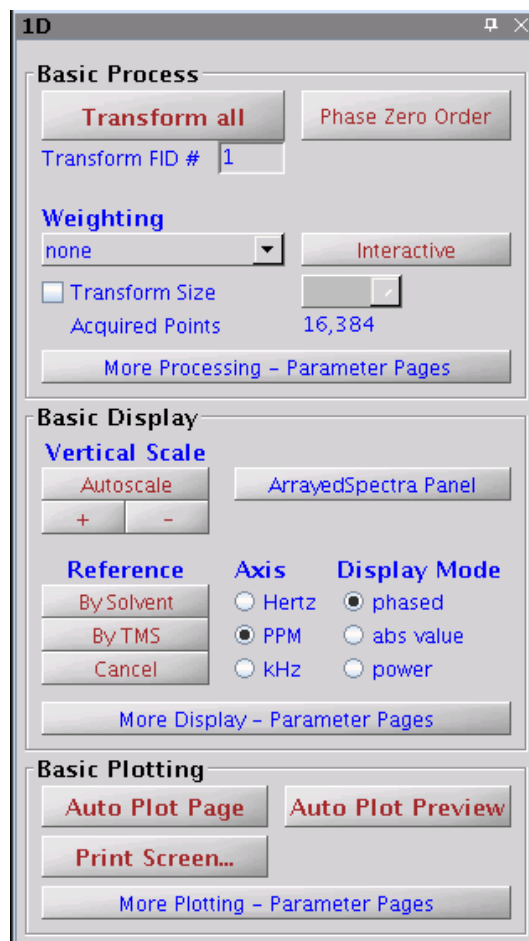 1D
Basic Process
Transform all
Phase Zero Order
Transform FID # 1
Weighting
none
Interactive
Transform Size
Acquired Points 16,384
More Processing – Parameter Pages
Basic Display
Vertical Scale
Autoscale
ArrayedSpectra Panel
+ -
Reference Axis Display Mode
By Solvent Hertz phased
By TMS PPM abs value
Cancel kHz power
More Display – Parameter Pages
Basic Plotting
Auto Plot Page
Auto Plot Preview
Print Screen...
More Plotting – Parameter Pages